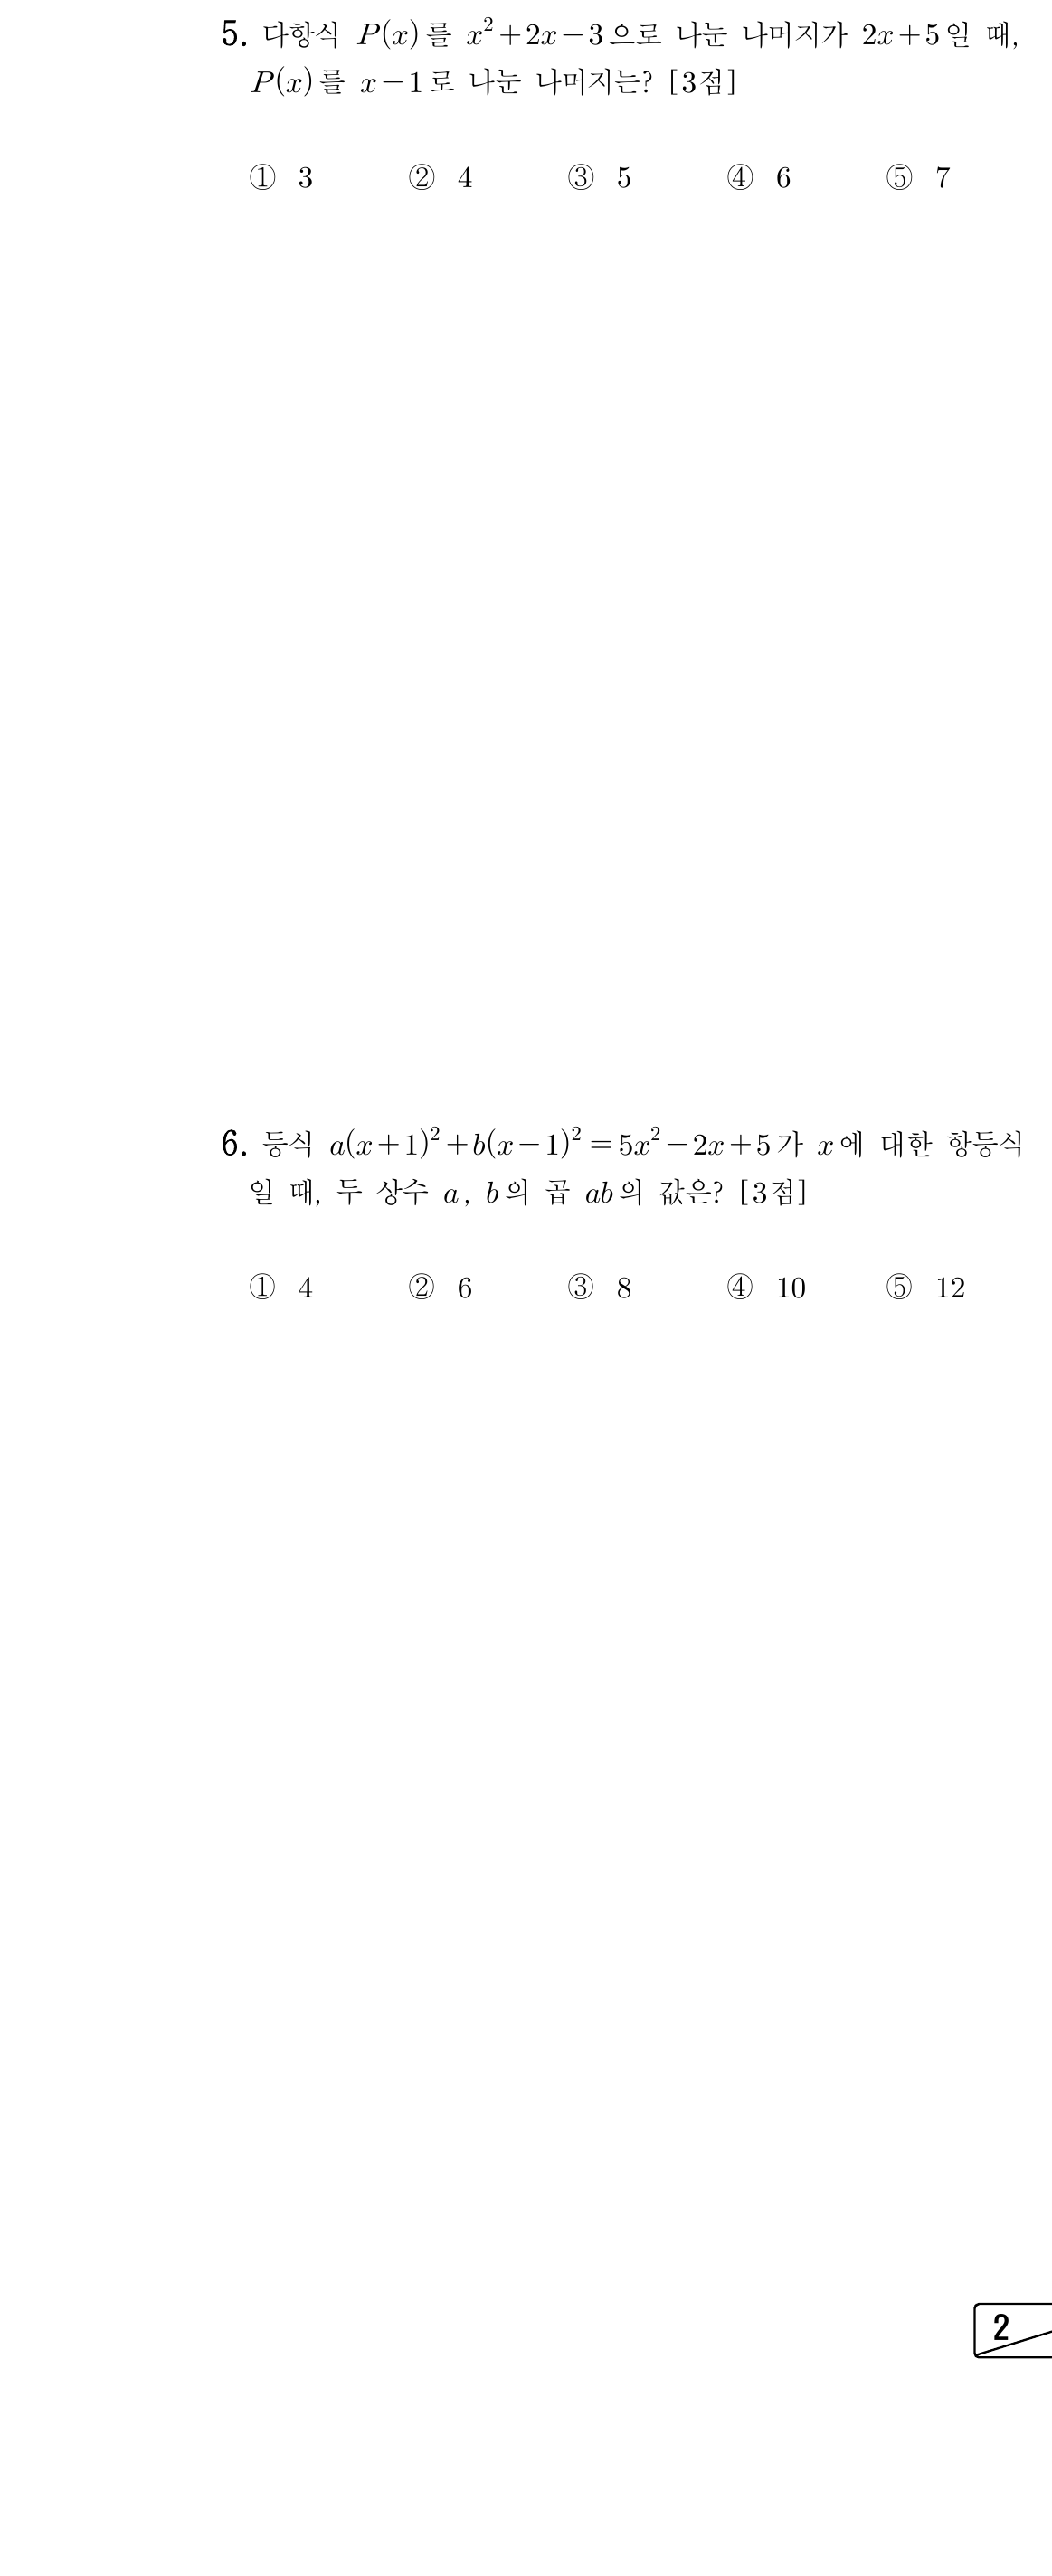 5. 다항식 P(x)를 x²+2x-3으로 나눈 나머지가 2x+5일 때,
P(x)를 x-1로 나눈 나머지는? [3점]
① 3 ② 4 ③ 5 ④ 6 ⑤ 7
6. 등식 a(x+1)²+b(x-1)²=5x²-2x+5가 x에 대한 항등식
일 때, 두 상수 a, b의 곱 ab의 값은? [3점]
① 4 ② 6 ③ 8 ④ 10 ⑤ 12
2